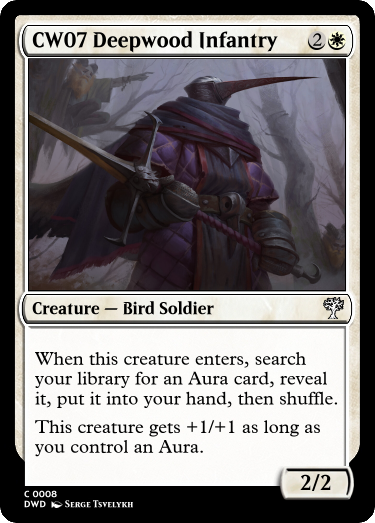 CW07 Deepwood Infantry 2
Creature — Bird Soldier
When this creature enters, search
your library for an Aura card, reveal
it, put it into your hand, then shuffle.
This creature gets +1/+1 as long as
you control an Aura.
2/2
C 0008
DWD Serge Tsvelykh